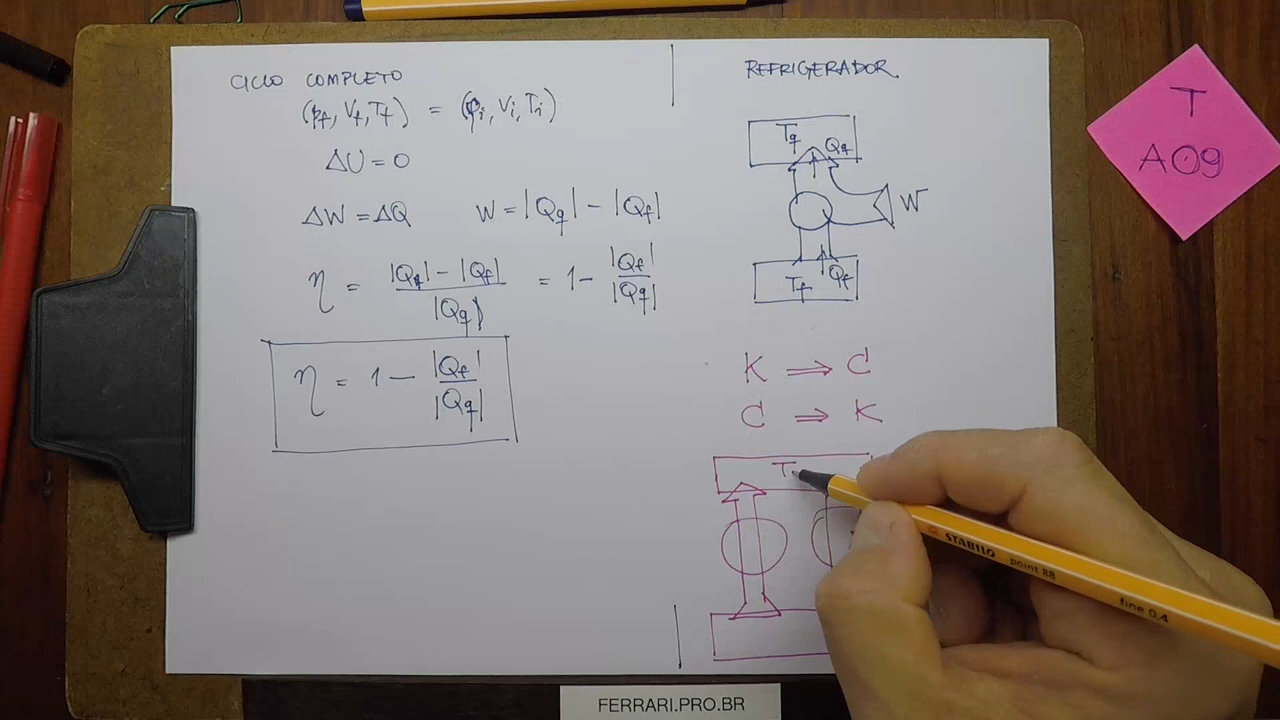 CICLO COMPLETO
(pf, Vf, Tf) = (pi, Vi, Ti)
ΔU = 0
ΔW = ΔQ W = |Qq| − |Qf|
η = |Qq| − |Qf| / |Qq| = 1 − |Qf| / |Qq|
η = 1 − |Qf| / |Qq|
REFRIGERADOR
Tq Qq
W
Tf Qf
K ⇒ C
C ⇒ K
T
T
A09
STABILO point 88 fine 0,4
FERRARI.PRO.BR